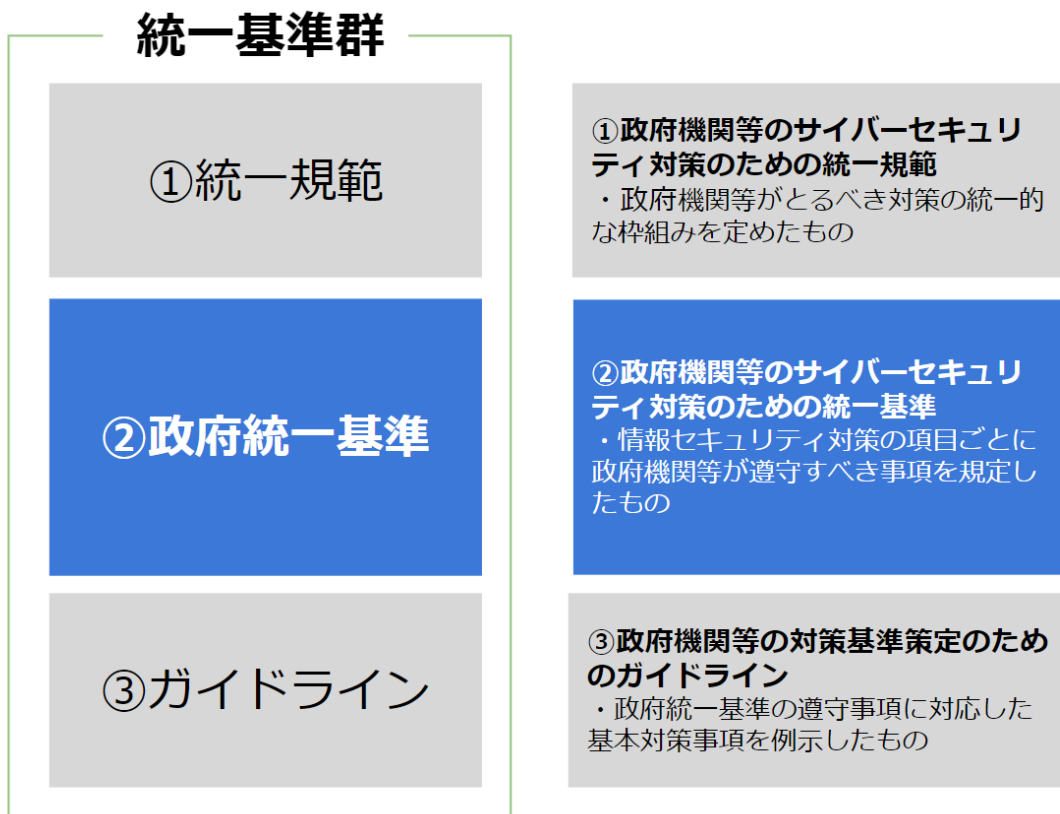 統一基準群
①統一規範
①政府機関等のサイバーセキュリ
ティ対策のための統一規範
・政府機関等がとるべき対策の統一的
な枠組みを定めたもの
②政府統一基準
②政府機関等のサイバーセキュリ
ティ対策のための統一基準
・情報セキュリティ対策の項目ごとに
政府機関等が遵守すべき事項を規定し
たもの
③ガイドライン
③政府機関等の対策基準策定のため
のガイドライン
・政府統一基準の遵守事項に対応した
基本対策事項を例示したもの